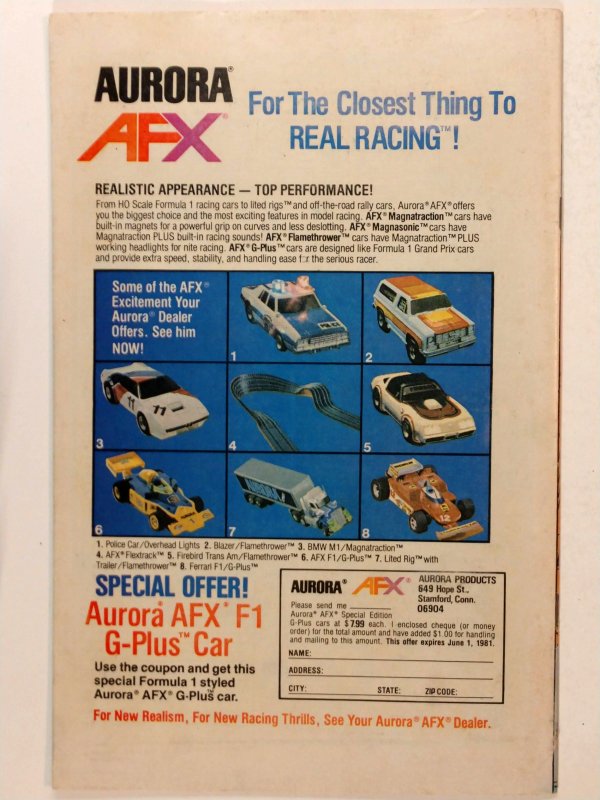 AURORA®
AFX®
For The Closest Thing To
REAL RACING™!
REALISTIC APPEARANCE — TOP PERFORMANCE!
From HO Scale Formula 1 racing cars to lited rigs™ and off-the-road rally cars, Aurora® AFX® offers
you the biggest choice and the most exciting features in model racing. AFX® Magnatraction™ cars have
built-in magnets for a powerful grip on curves and less deslotting. AFX® Magnasonic™ cars have
Magnatraction PLUS built-in racing sounds! AFX® Flamethrower™ cars have Magnatraction™ PLUS
working headlights for nite racing. AFX® G-Plus™ cars are designed like Formula 1 Grand Prix cars
and provide extra speed, stability, and handling ease for the serious racer.
Some of the AFX®
Excitement Your
Aurora® Dealer
Offers. See him
NOW!
1
2
3
11
11
4
5
6
7
AURORA
8
12
1. Police Car/Overhead Lights 2. Blazer/Flamethrower™ 3. BMW M1/Magnatraction™
4. AFX® Flextrack™ 5. Firebird Trans Am/Flamethrower™ 6. AFX F1/G-Plus™ 7. Lited Rig™ with
Trailer/Flamethrower™ 8. Ferrari F1/G-Plus™
SPECIAL OFFER!
Aurora® AFX® F1
G-Plus™ Car
Use the coupon and get this
special Formula 1 styled
Aurora® AFX® G-Plus™ car.
AURORA® AFX®
AURORA PRODUCTS
649 Hope St.,
Stamford, Conn.
06904
Please send me
Aurora® AFX® Special Edition
G-Plus cars at $7.99 each. I enclosed cheque (or money
order) for the total amount and have added $1.00 for handling
and mailing to this amount. This offer expires June 1, 1981.
NAME:
ADDRESS:
CITY: STATE: ZIP CODE:
For New Realism, For New Racing Thrills, See Your Aurora® AFX® Dealer.